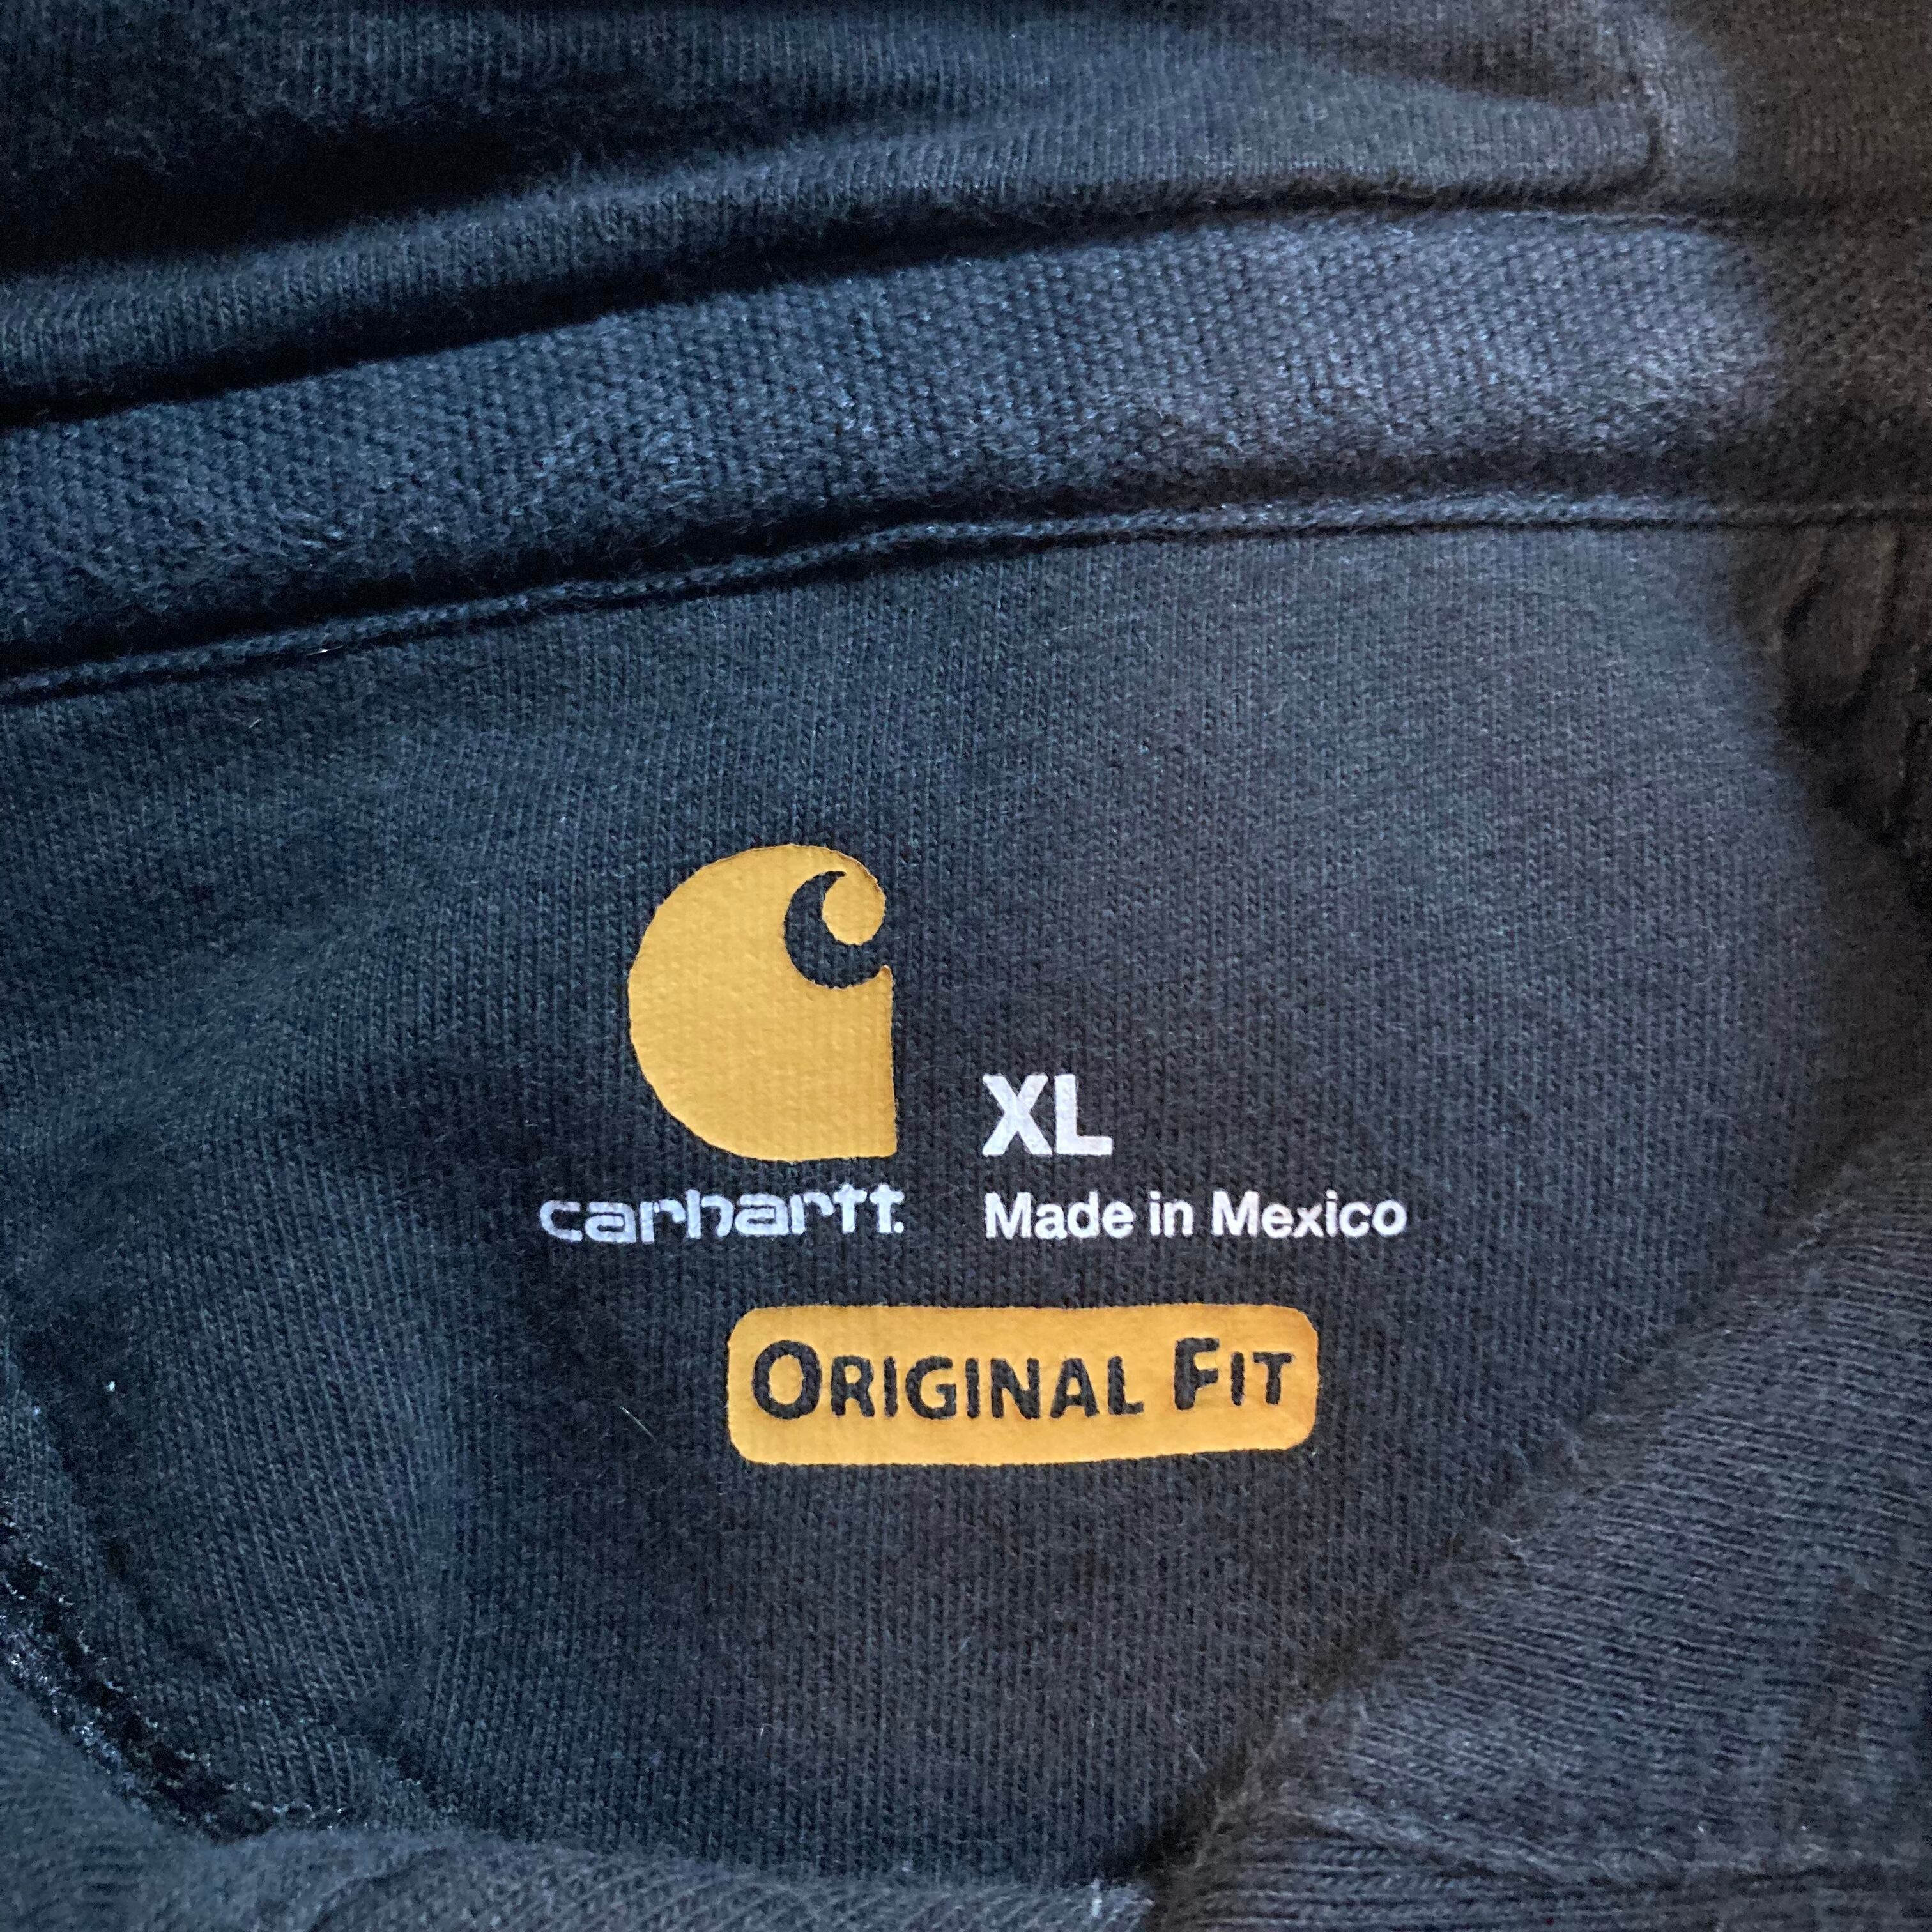 XL
carhartt.
Made in Mexico
ORIGINAL FIT